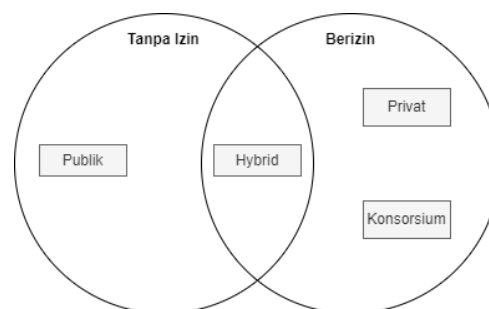 Tanpa Izin
Berizin
Privat
Publik
Hybrid
Konsorsium